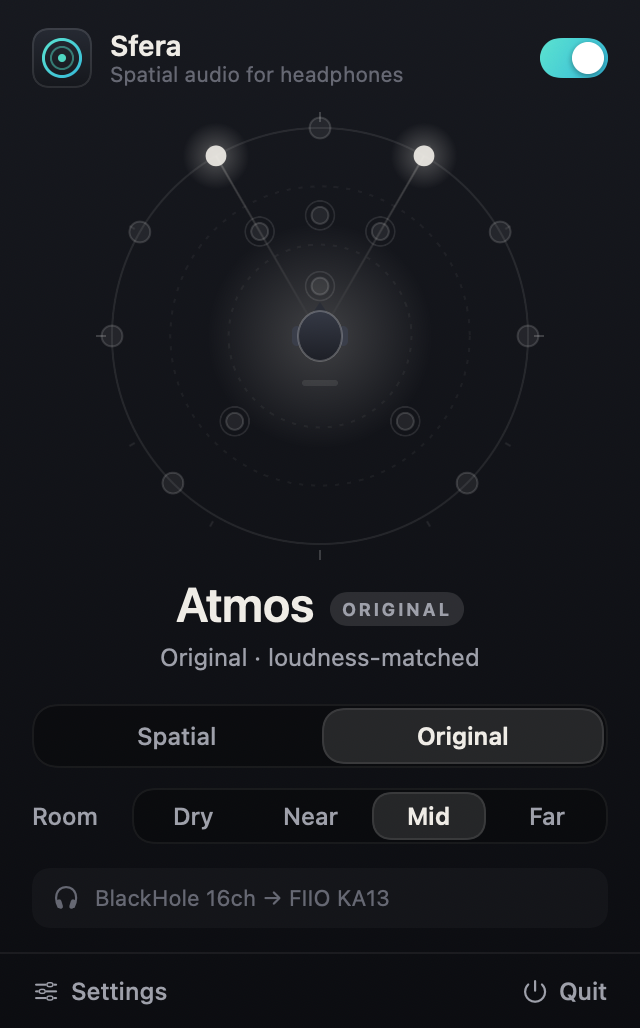 Sfera
Spatial audio for headphones
Atmos ORIGINAL
Original · loudness-matched
Spatial Original
Room Dry Near Mid Far
BlackHole 16ch → FIIO KA13
Settings Quit